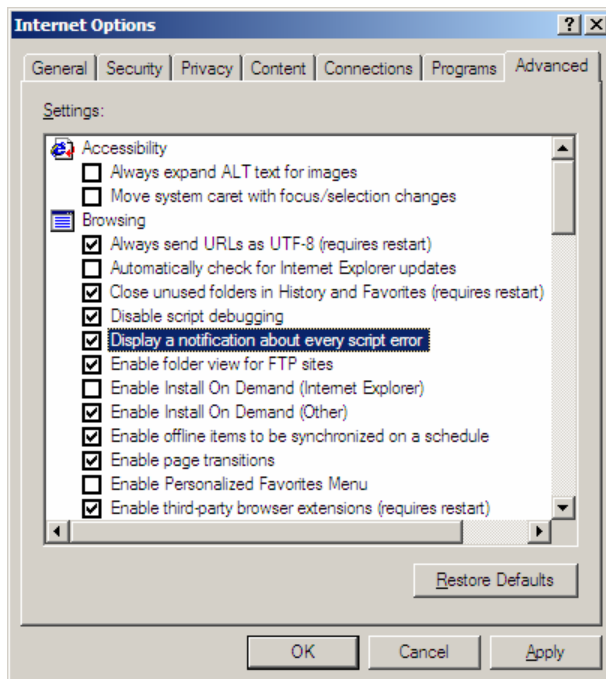 Internet Options
General Security Privacy Content Connections Programs Advanced
Settings:
Accessibility
Always expand ALT text for images
Move system caret with focus/selection changes
Browsing
Always send URLs as UTF-8 (requires restart)
Automatically check for Internet Explorer updates
Close unused folders in History and Favorites (requires restart)
Disable script debugging
Display a notification about every script error
Enable folder view for FTP sites
Enable Install On Demand (Internet Explorer)
Enable Install On Demand (Other)
Enable offline items to be synchronized on a schedule
Enable page transitions
Enable Personalized Favorites Menu
Enable third-party browser extensions (requires restart)
Restore Defaults
OK Cancel Apply